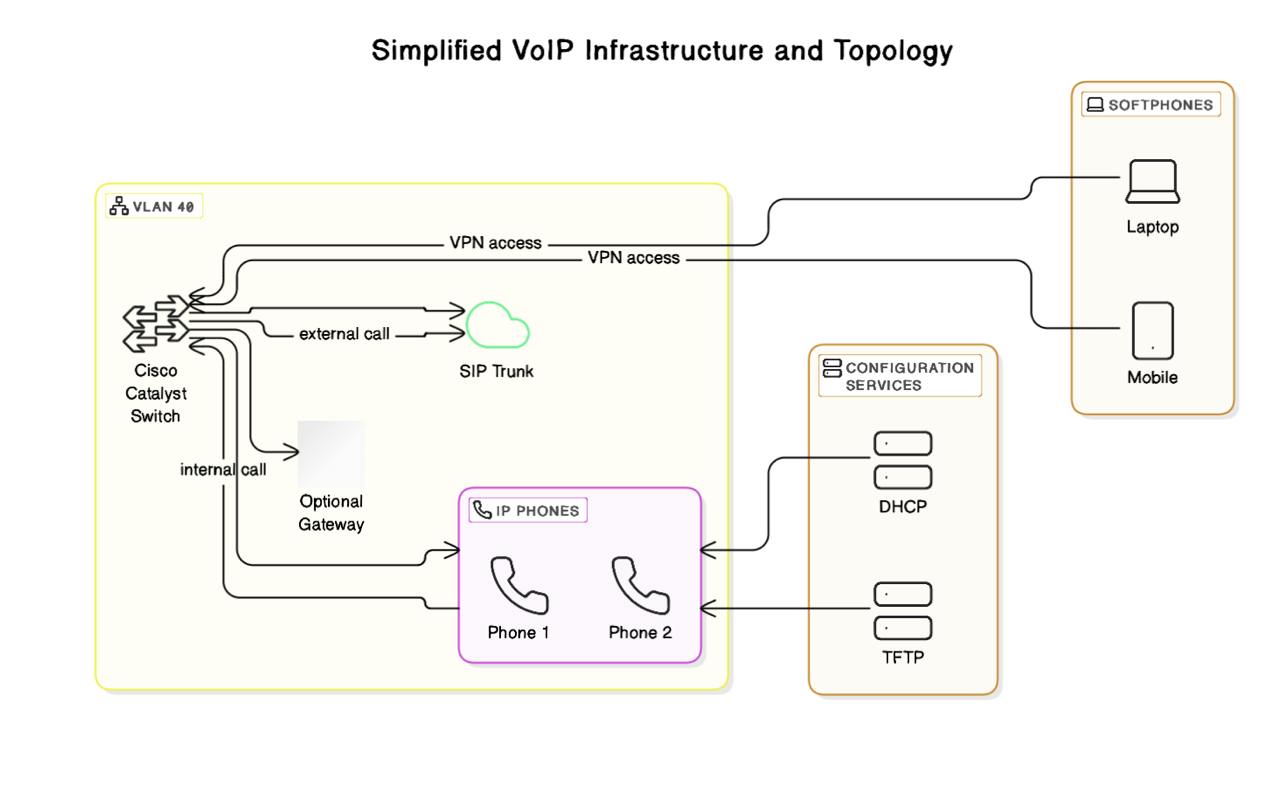 Simplified VoIP Infrastructure and Topology
SOFTPHONES
Laptop
Mobile
VLAN 40
VPN access
VPN access
external call
SIP Trunk
Cisco
Catalyst
Switch
internal call
Optional
Gateway
IP PHONES
Phone 1
Phone 2
CONFIGURATION
SERVICES
DHCP
TFTP